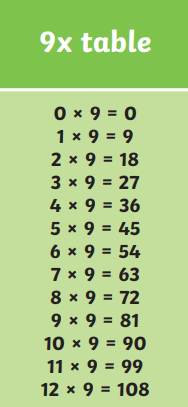 9x table
0 × 9 = 0
1 × 9 = 9
2 × 9 = 18
3 × 9 = 27
4 × 9 = 36
5 × 9 = 45
6 × 9 = 54
7 × 9 = 63
8 × 9 = 72
9 × 9 = 81
10 × 9 = 90
11 × 9 = 99
12 × 9 = 108